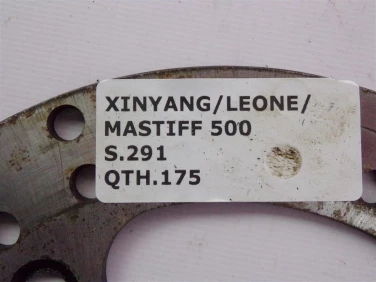 XINYANG/LEONE/
MASTIFF 500
S.291
QTH.175